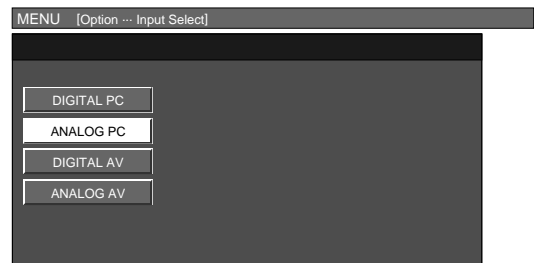 MENU [Option ··· Input Select]
DIGITAL PC
ANALOG PC
DIGITAL AV
ANALOG AV